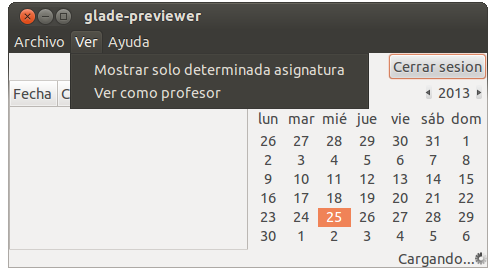 glade-previewer
Archivo Ver Ayuda
Mostrar solo determinada asignatura
Ver como profesor
Cerrar sesion
Fecha C
2013
lun mar mié jue vie sáb dom
26 27 28 29 30 31 1
2 3 4 5 6 7 8
9 10 11 12 13 14 15
16 17 18 19 20 21 22
23 24 25 26 27 28 29
30 1 2 3 4 5 6
Cargando...